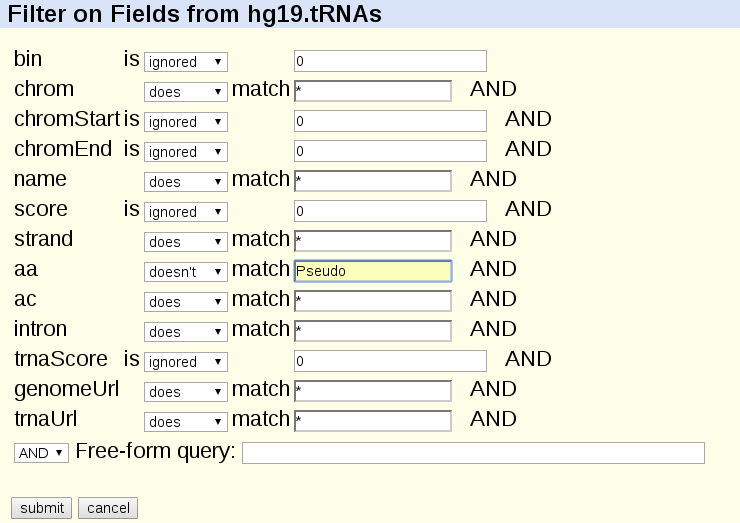 Filter on Fields from hg19.tRNAs
bin is ignored 0
chrom does match * AND
chromStart is ignored 0 AND
chromEnd is ignored 0 AND
name does match * AND
score is ignored 0 AND
strand does match * AND
aa doesn't match Pseudo AND
ac does match * AND
intron does match * AND
trnaScore is ignored 0 AND
genomeUrl does match * AND
trnaUrl does match * AND
AND Free-form query:
submit cancel